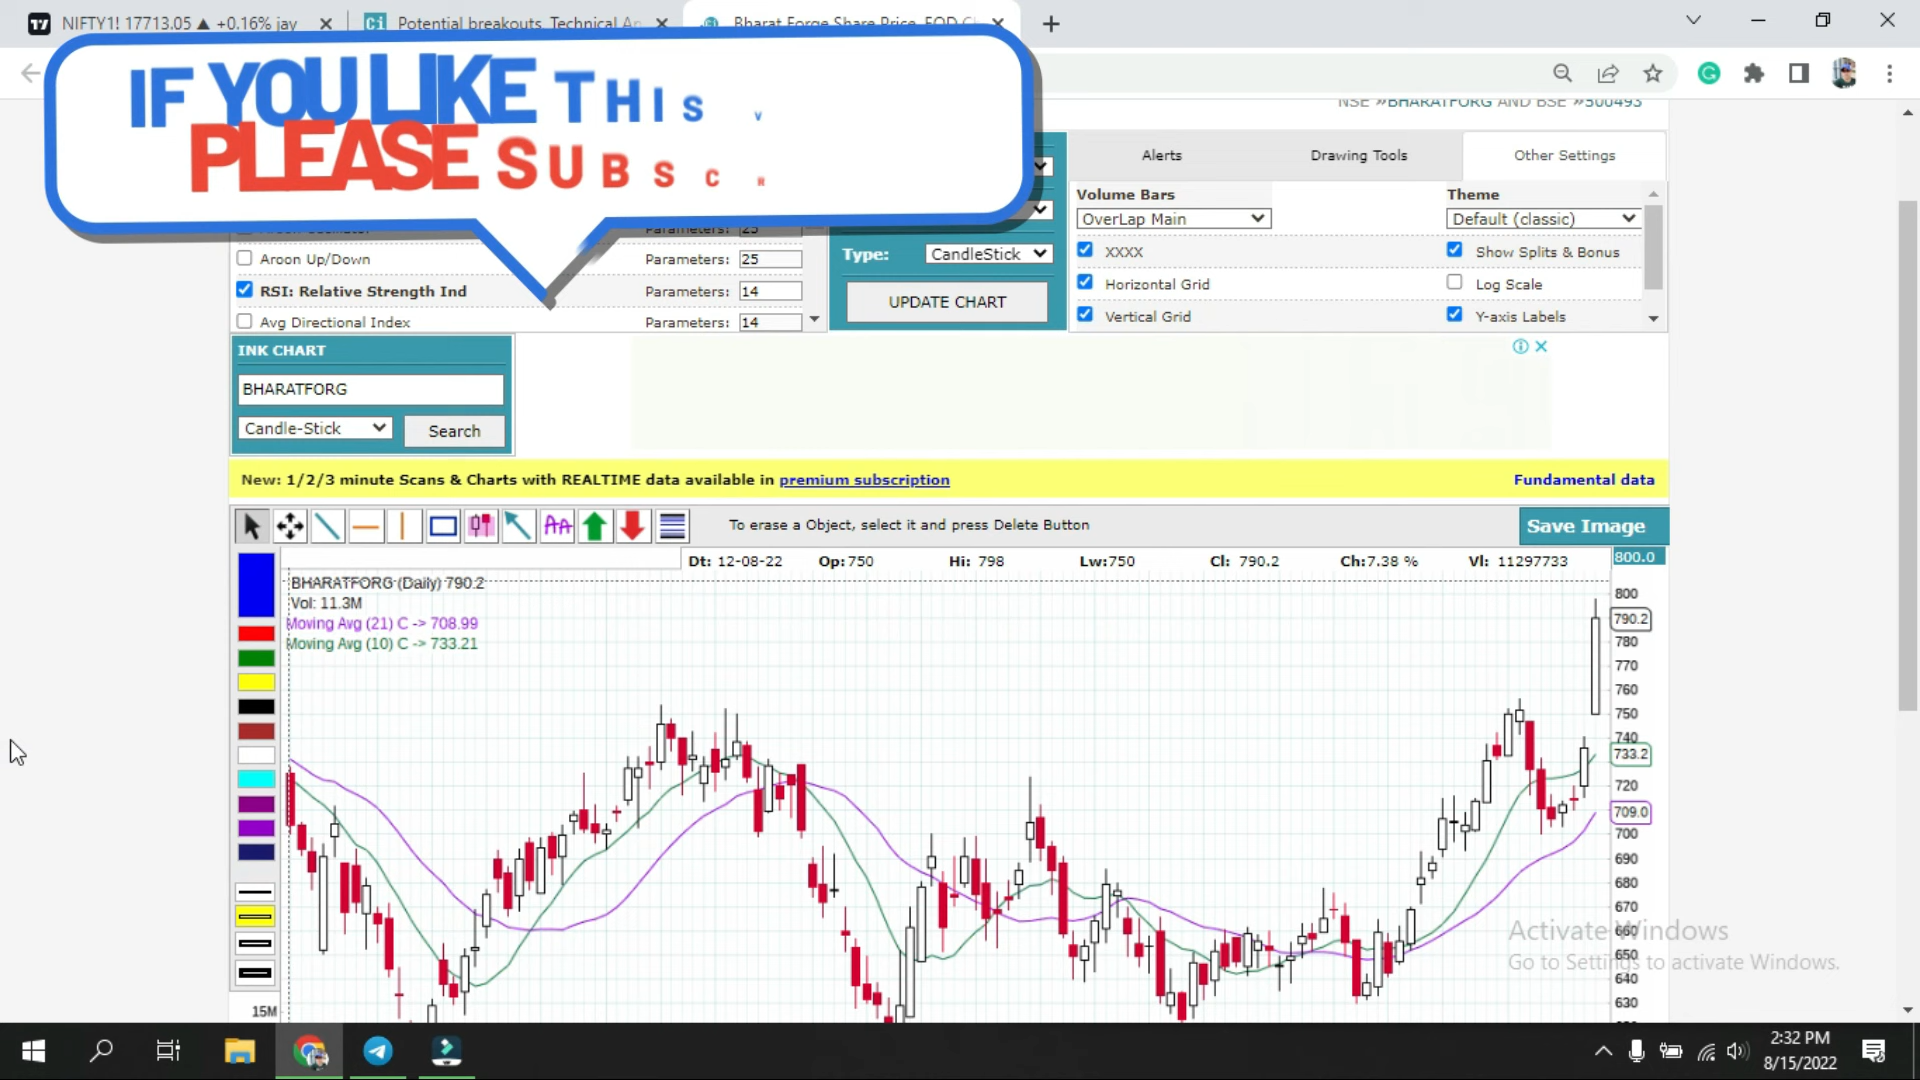 NIFTY1! 17713.05 ▲ +0.16% jay
Potential breakouts, Technical An
Bharat Forge Share Price, EOD
IF YOU LIKE THIS V
PLEASE SUBSCR
NSE »BHARATFORG AND BSE »500493
Alerts Drawing Tools Other Settings
Volume Bars Theme
OverLap Main Default (classic)
XXXX Show Splits & Bonus
Horizontal Grid Log Scale
Vertical Grid Y-axis Labels
Parameters: 25
Aroon Up/Down Parameters: 25
RSI: Relative Strength Ind Parameters: 14
Avg Directional Index Parameters: 14
Type: CandleStick
UPDATE CHART
INK CHART
BHARATFORG
Candle-Stick Search
New: 1/2/3 minute Scans & Charts with REALTIME data available in premium subscription Fundamental data
To erase a Object, select it and press Delete Button
Save Image
Dt: 12-08-22 Op:750 Hi: 798 Lw:750 Cl: 790.2 Ch:7.38 % Vl: 11297733
800.0
BHARATFORG (Daily) 790.2
Vol: 11.3M
Moving Avg (21) C -> 708.99
Moving Avg (10) C -> 733.21
800
790.2
780
770
760
750
740
733.2
720
709.0
700
690
680
670
660
650
640
630
15M
Activate Windows
Go to Settings to activate Windows.
2:32 PM
8/15/2022